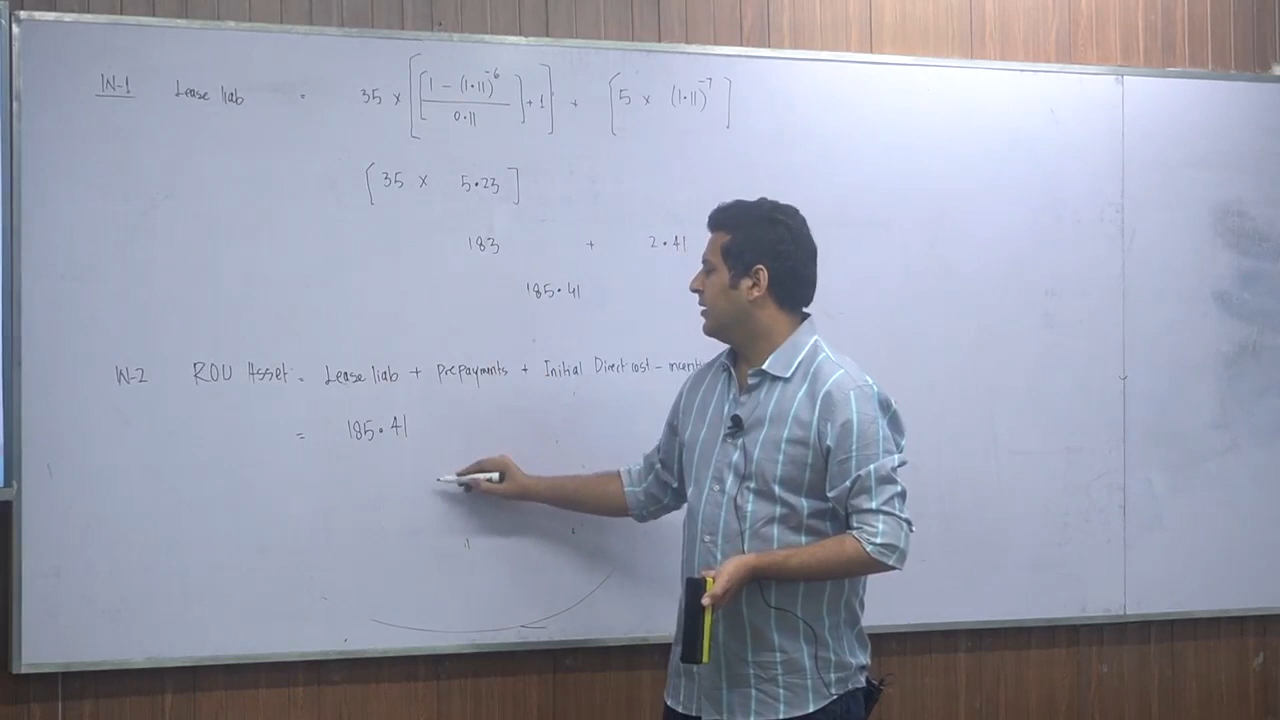 W-1 Lease liab = 35 × [[1 - (1.11)^-6 / 0.11] + 1] + [5 × (1.11)^-7]
[35 × 5.23]
183 + 2.41
185.41
W-2 ROU Asset = Lease liab + Prepayments + Initial Direct cost -
= 185.41